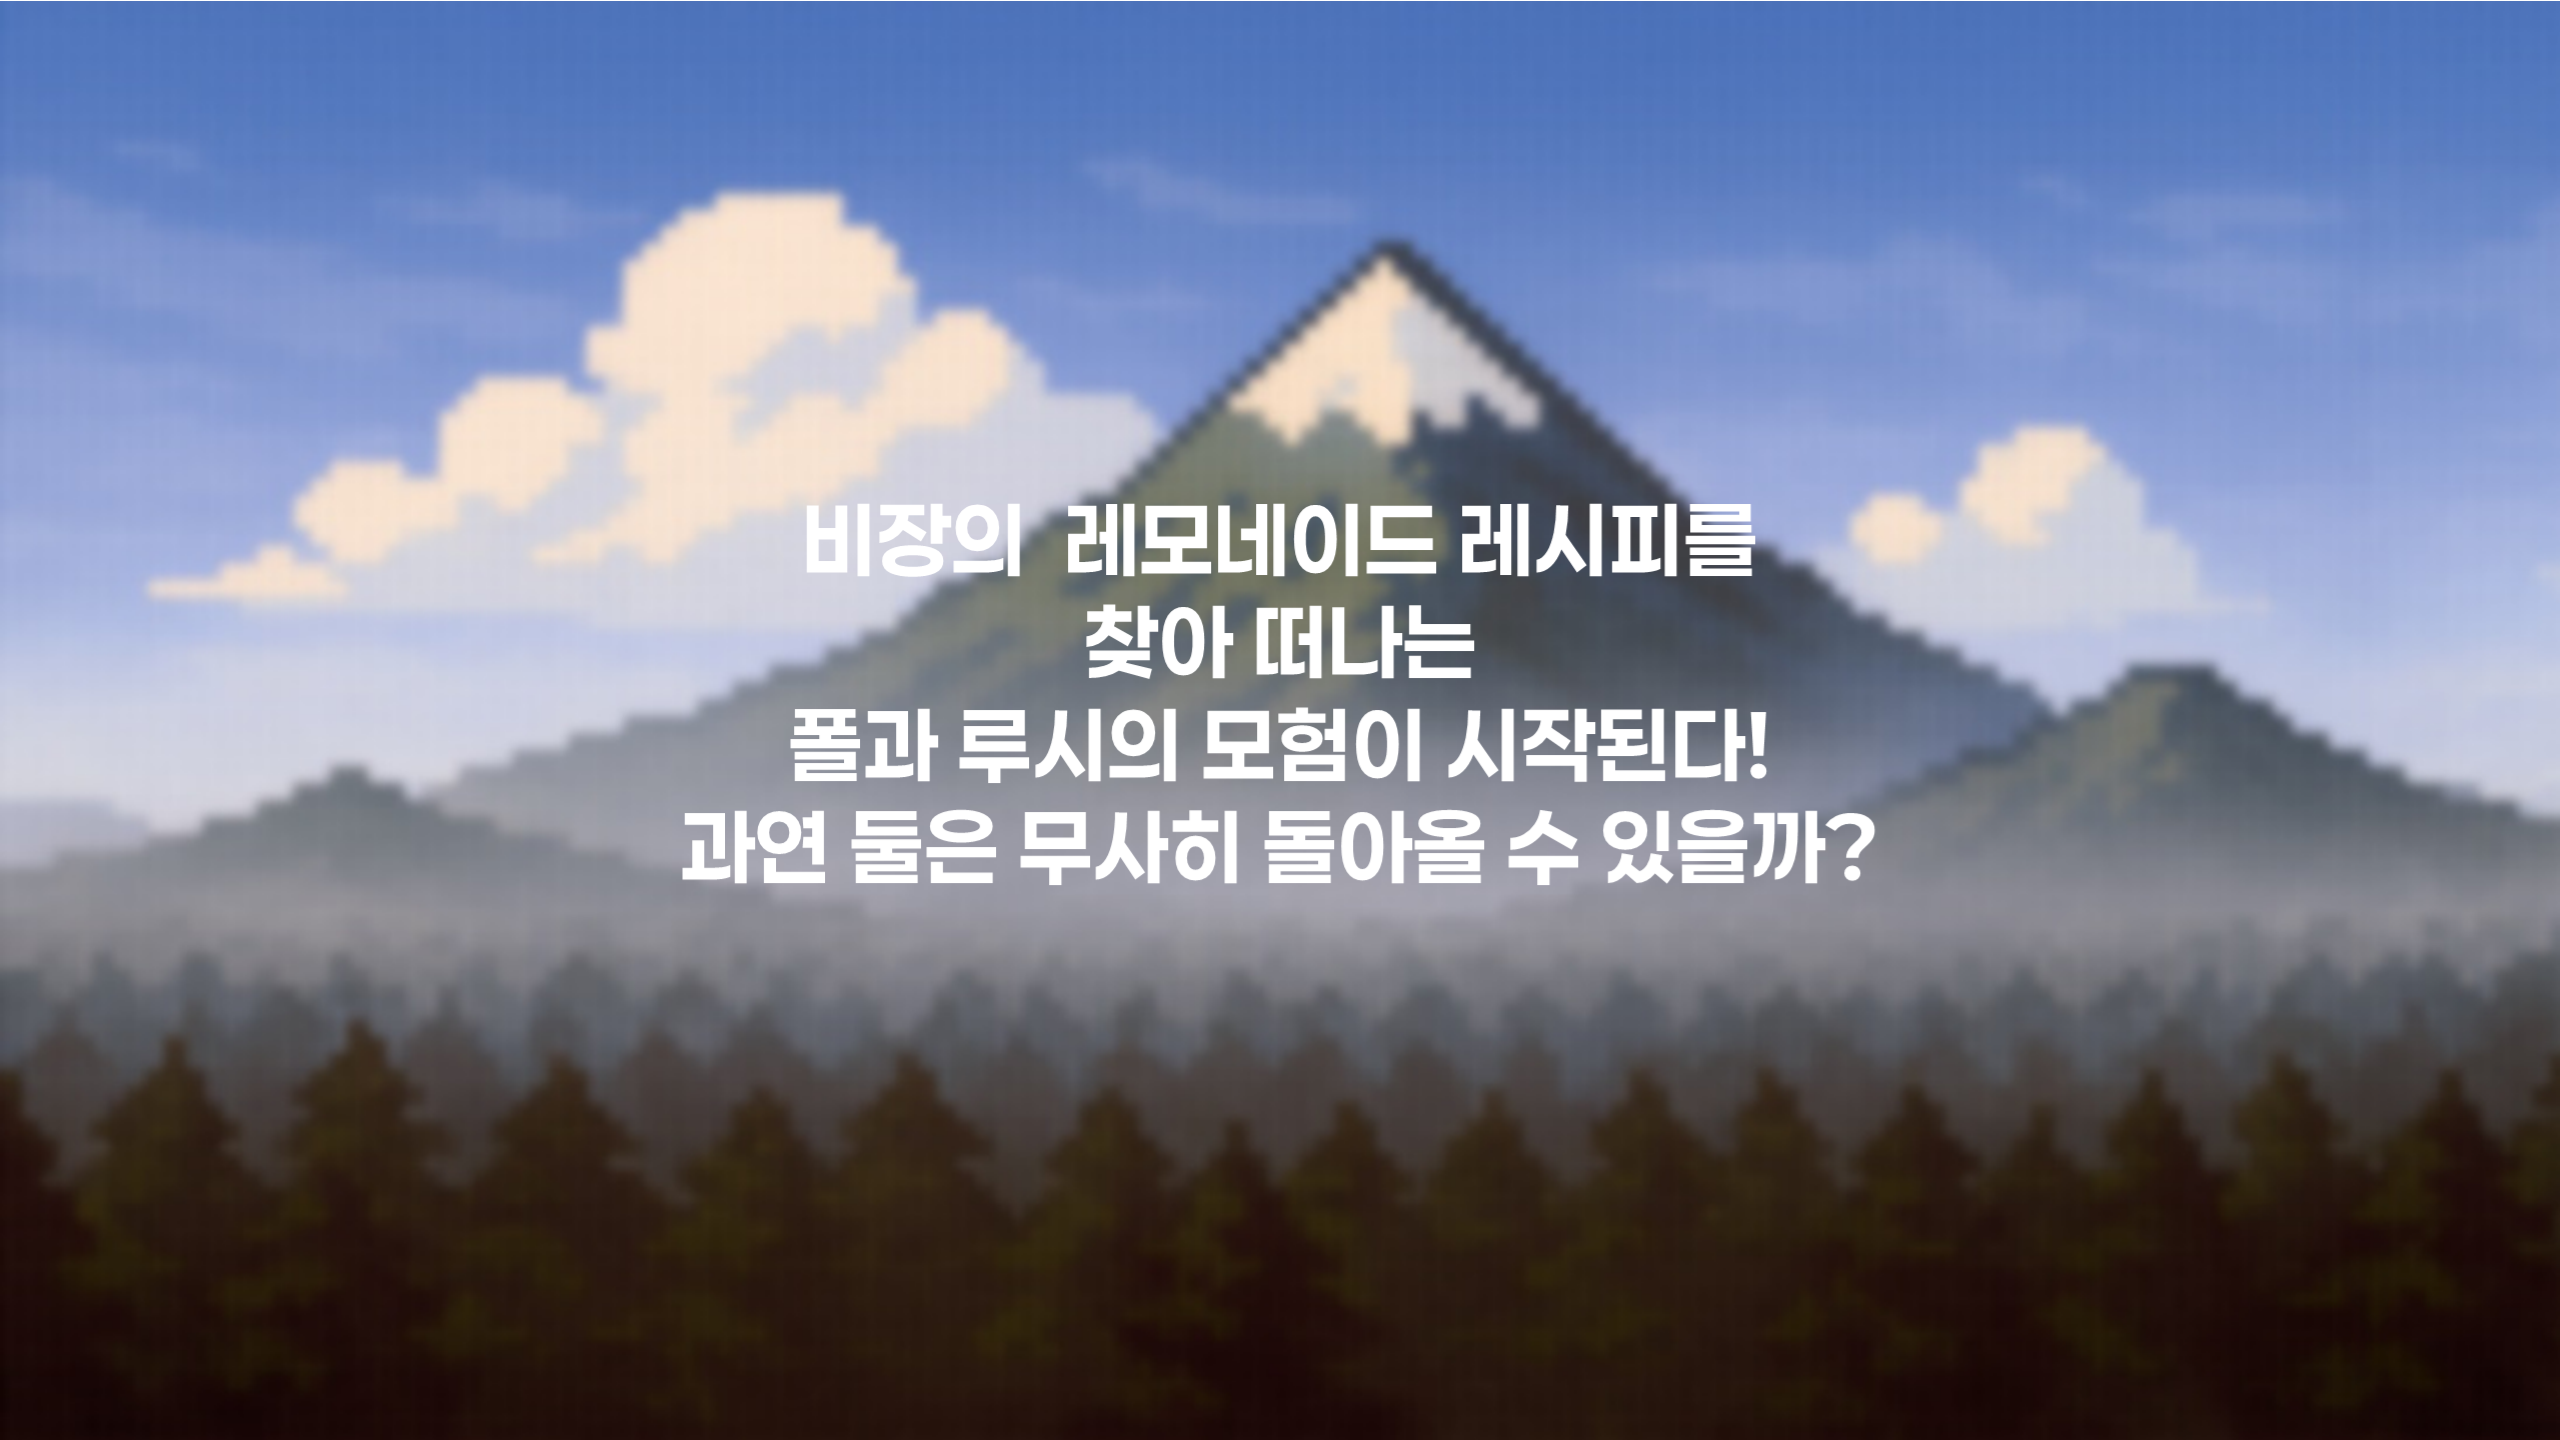 비장의  레모네이드 레시피를
찾아 떠나는
폴과 루시의 모험이 시작된다!
과연 둘은 무사히 돌아올 수 있을까?